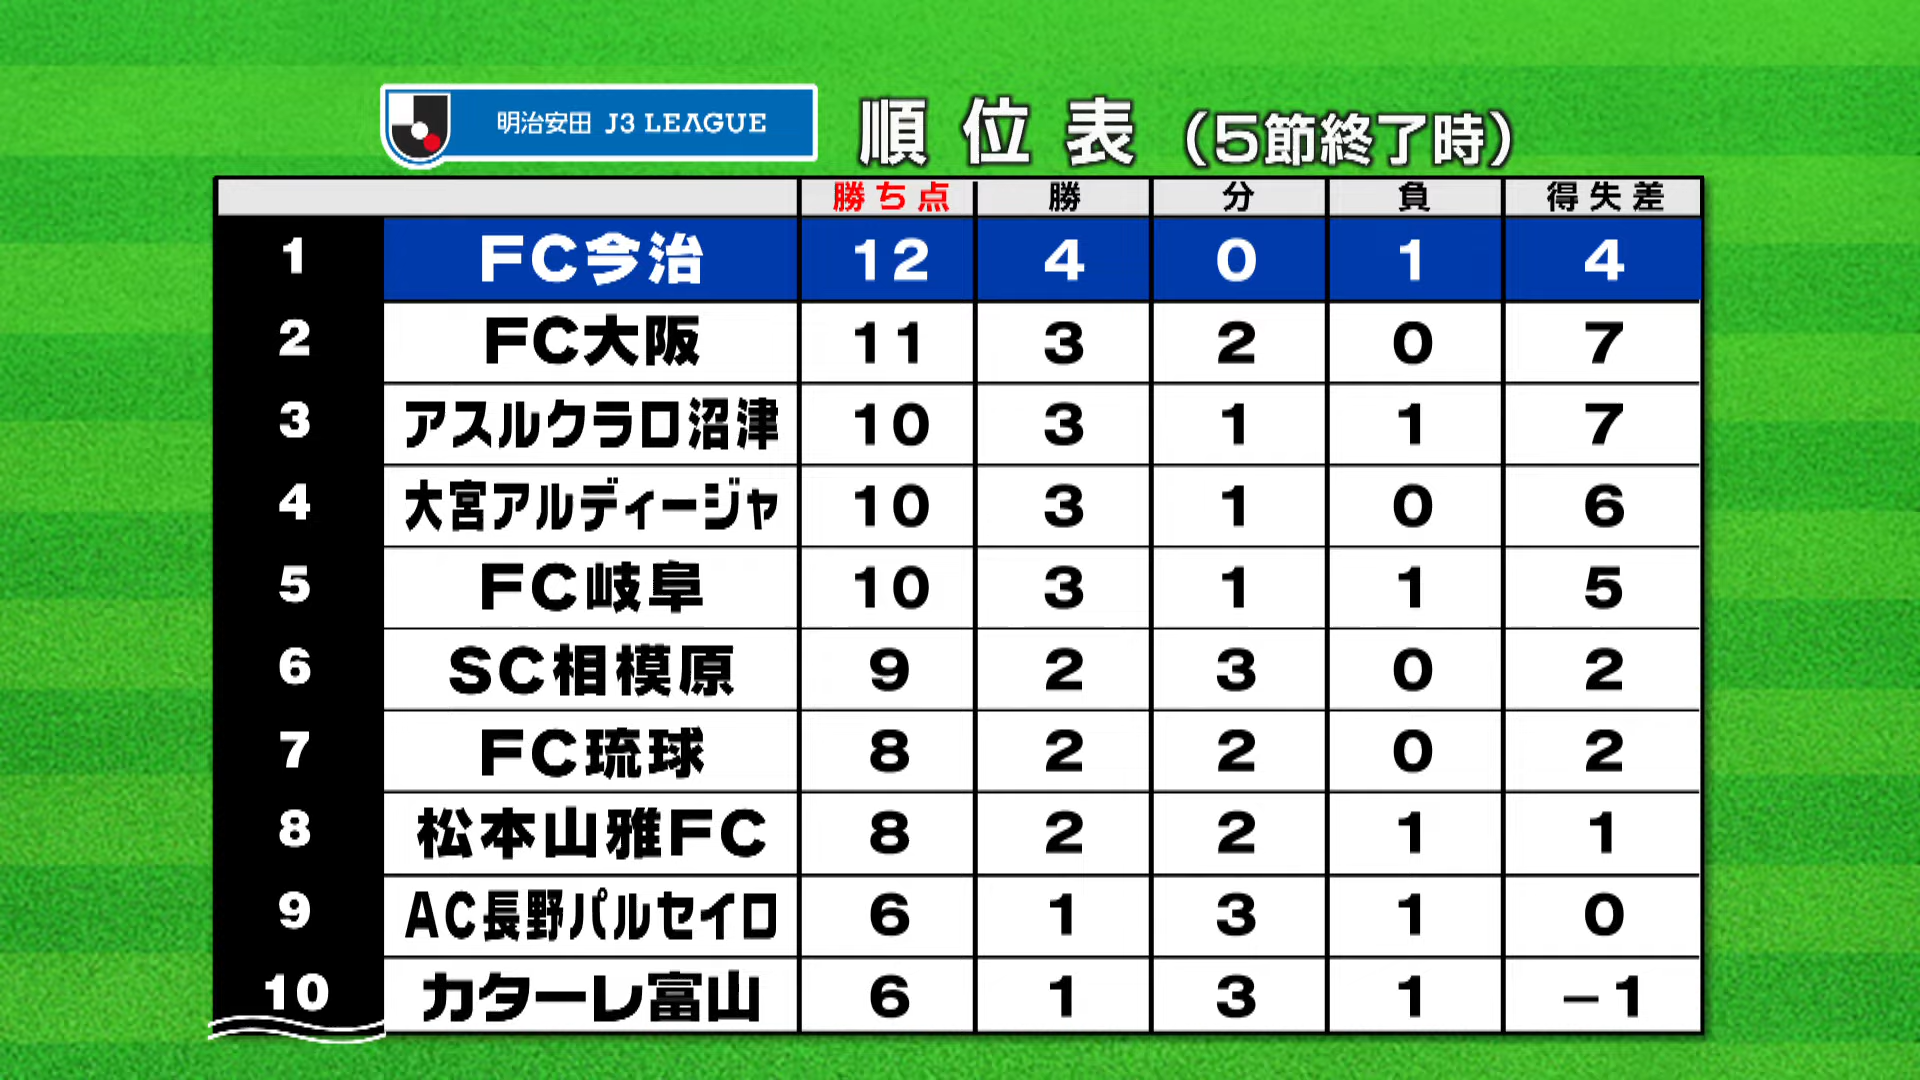 明治安田 J3 LEAGUE 順位表 (5節終了時)
勝ち点 勝 分 負 得失差
1 FC今治 12 4 0 1 4
2 FC大阪 11 3 2 0 7
3 アスルクラロ沼津 10 3 1 1 7
4 大宮アルディージャ 10 3 1 0 6
5 FC岐阜 10 3 1 1 5
6 SC相模原 9 2 3 0 2
7 FC琉球 8 2 2 0 2
8 松本山雅FC 8 2 2 1 1
9 AC長野パルセイロ 6 1 3 1 0
10 カターレ富山 6 1 3 1 -1